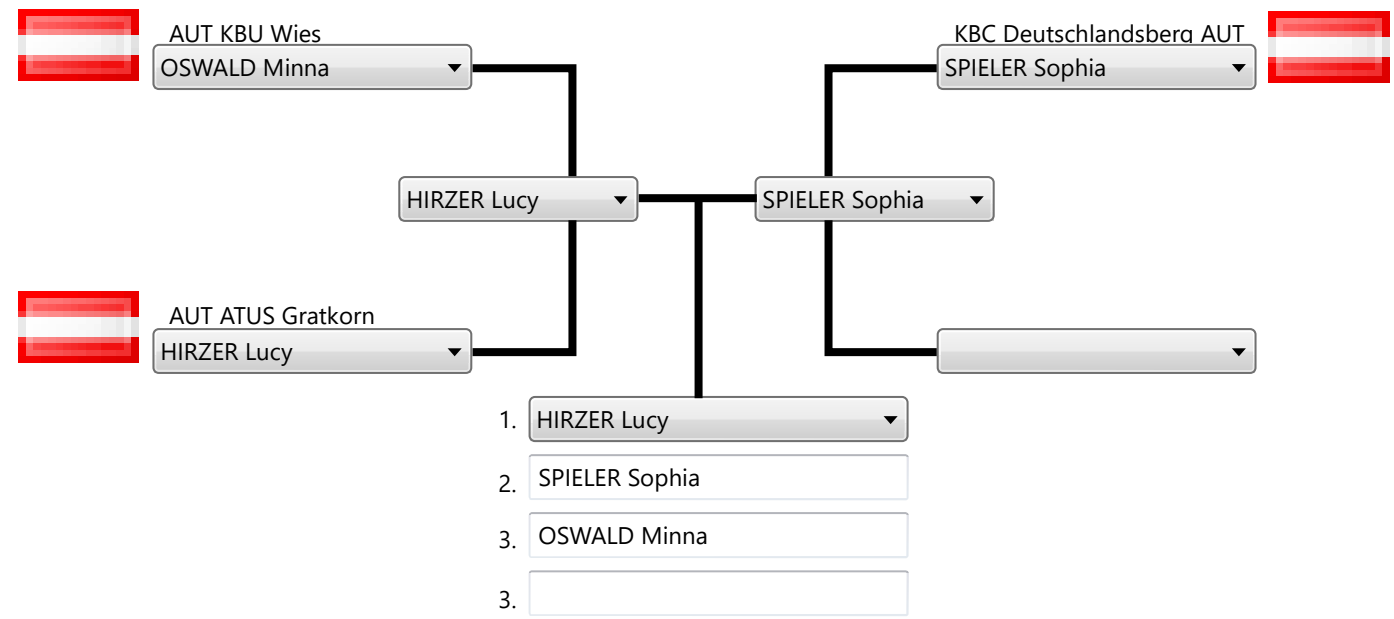 AUT KBU Wies
KBC Deutschlandsberg AUT
OSWALD Minna
SPIELER Sophia
HIRZER Lucy
SPIELER Sophia
AUT ATUS Gratkorn
HIRZER Lucy
1. HIRZER Lucy
2. SPIELER Sophia
3. OSWALD Minna
3.